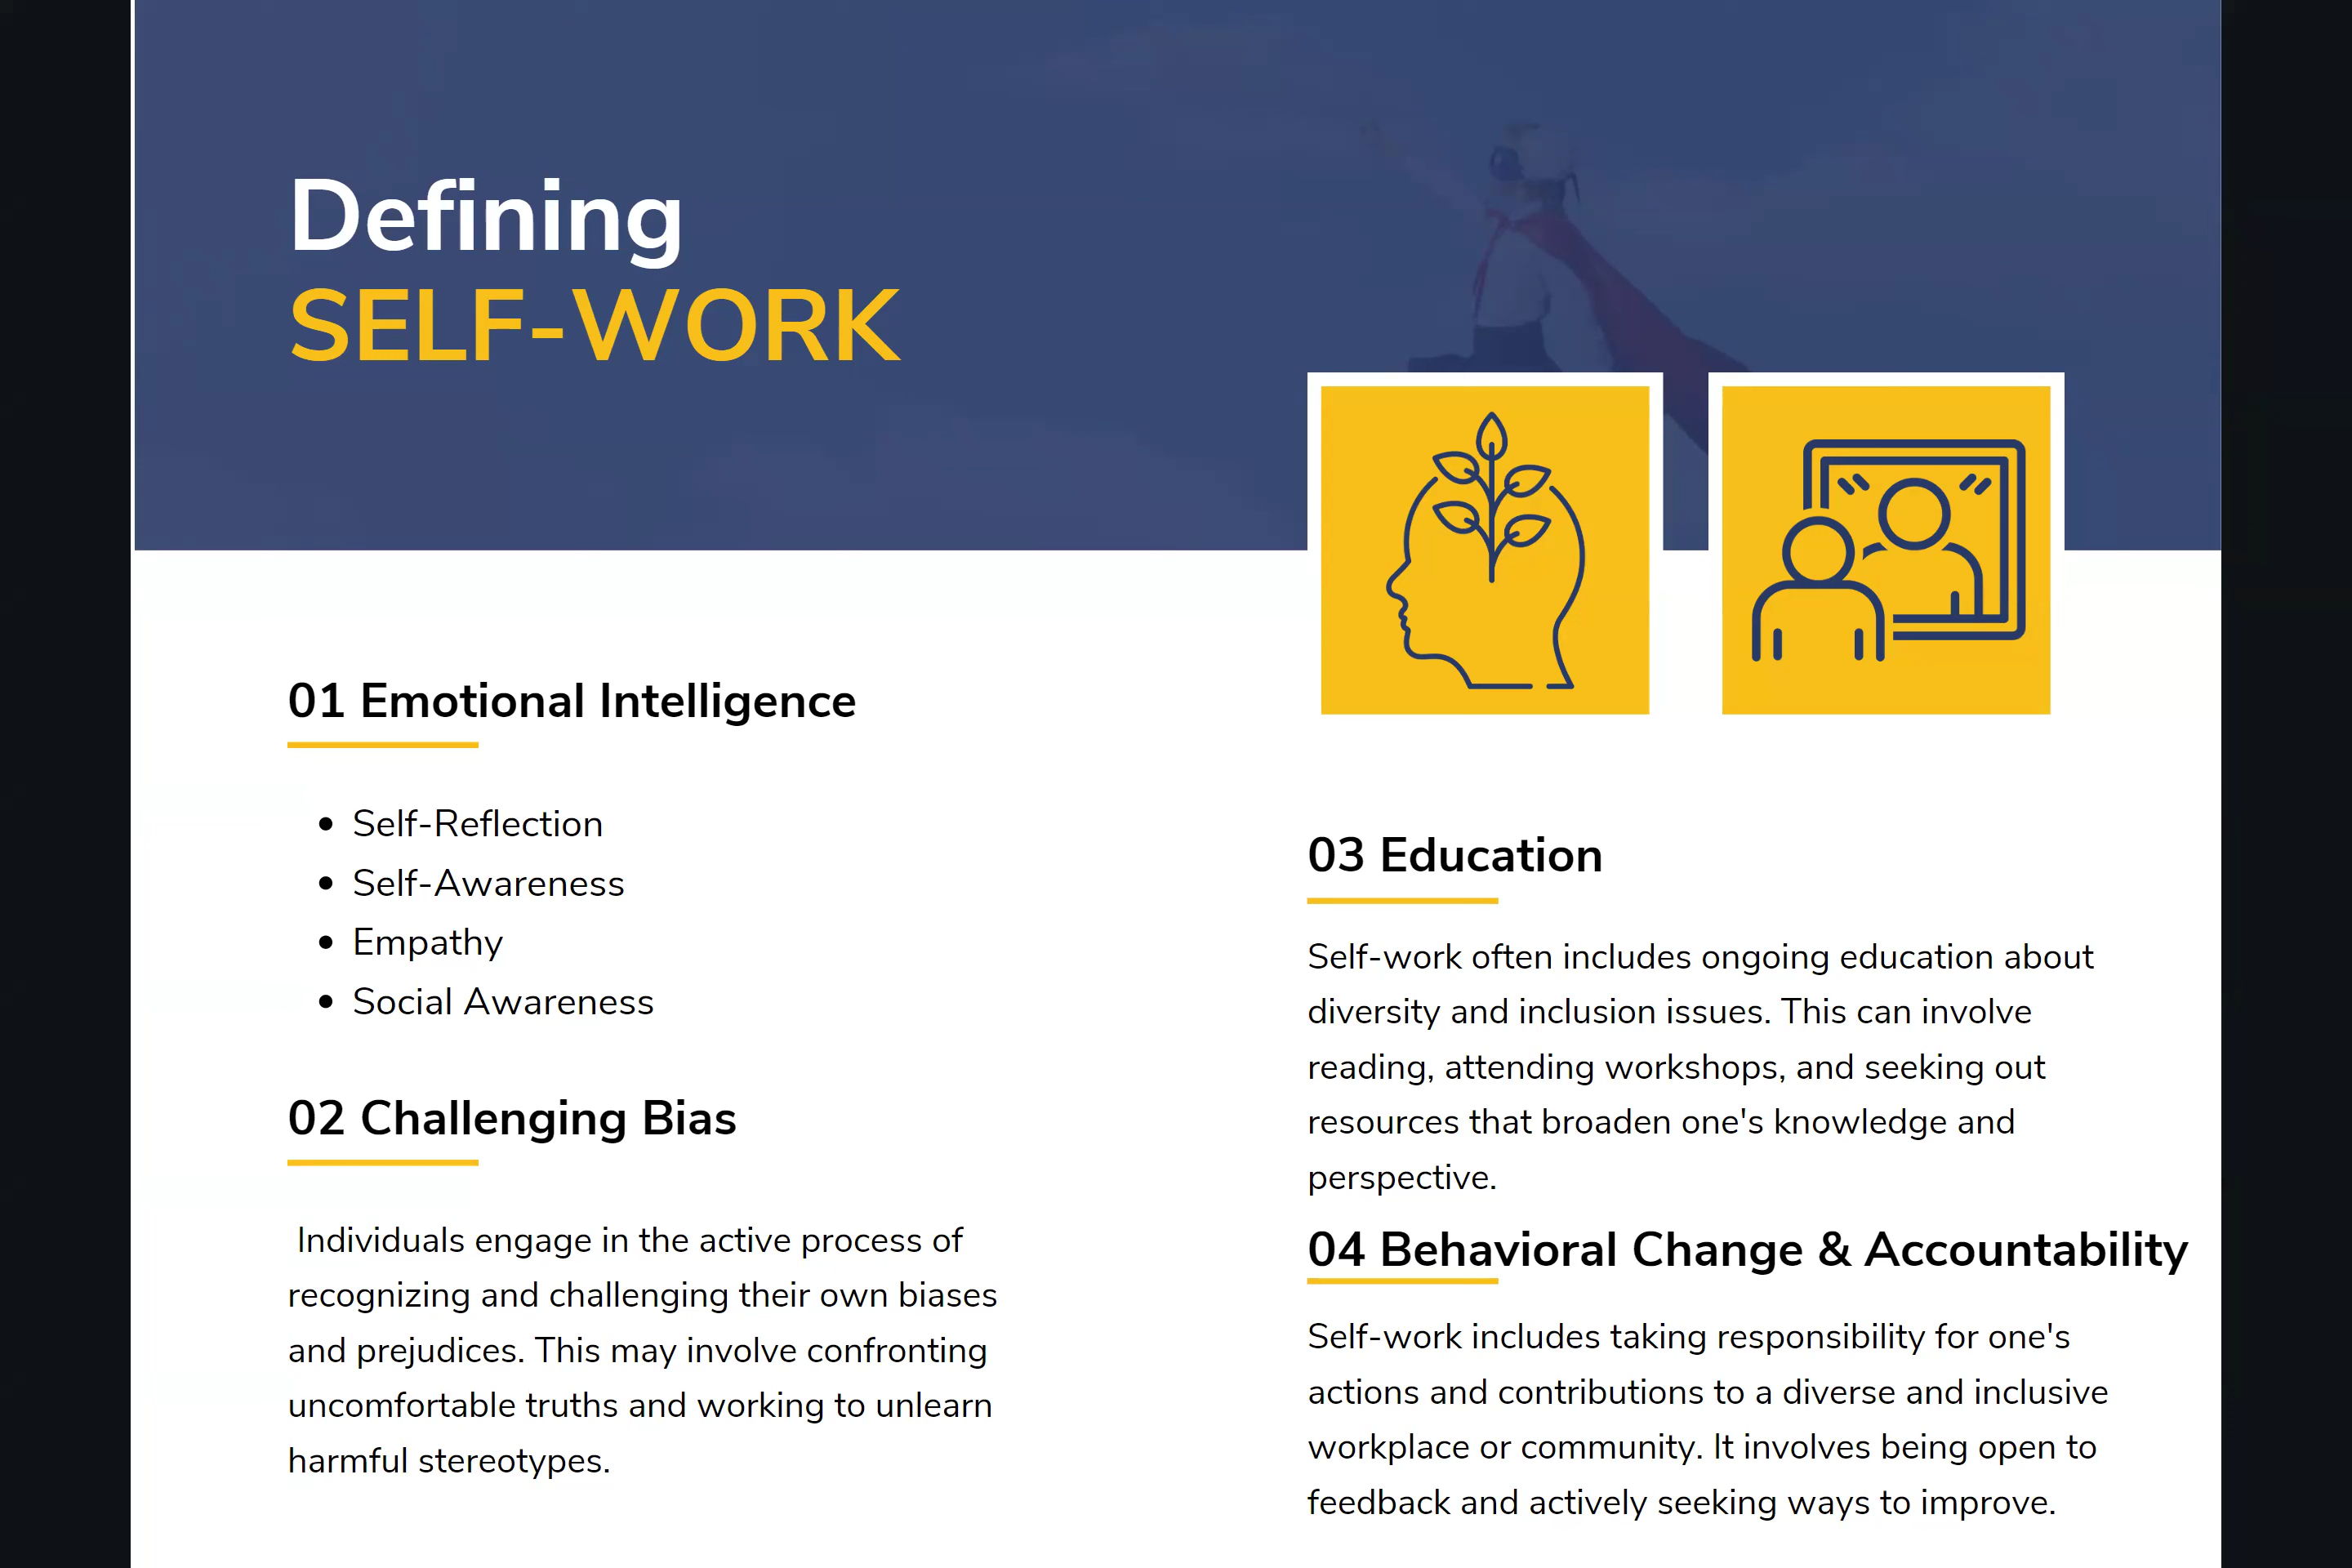 Defining
SELF-WORK
01 Emotional Intelligence
• Self-Reflection
• Self-Awareness
• Empathy
• Social Awareness
02 Challenging Bias
Individuals engage in the active process of
recognizing and challenging their own biases
and prejudices. This may involve confronting
uncomfortable truths and working to unlearn
harmful stereotypes.
03 Education
Self-work often includes ongoing education about
diversity and inclusion issues. This can involve
reading, attending workshops, and seeking out
resources that broaden one's knowledge and
perspective.
04 Behavioral Change & Accountability
Self-work includes taking responsibility for one's
actions and contributions to a diverse and inclusive
workplace or community. It involves being open to
feedback and actively seeking ways to improve.